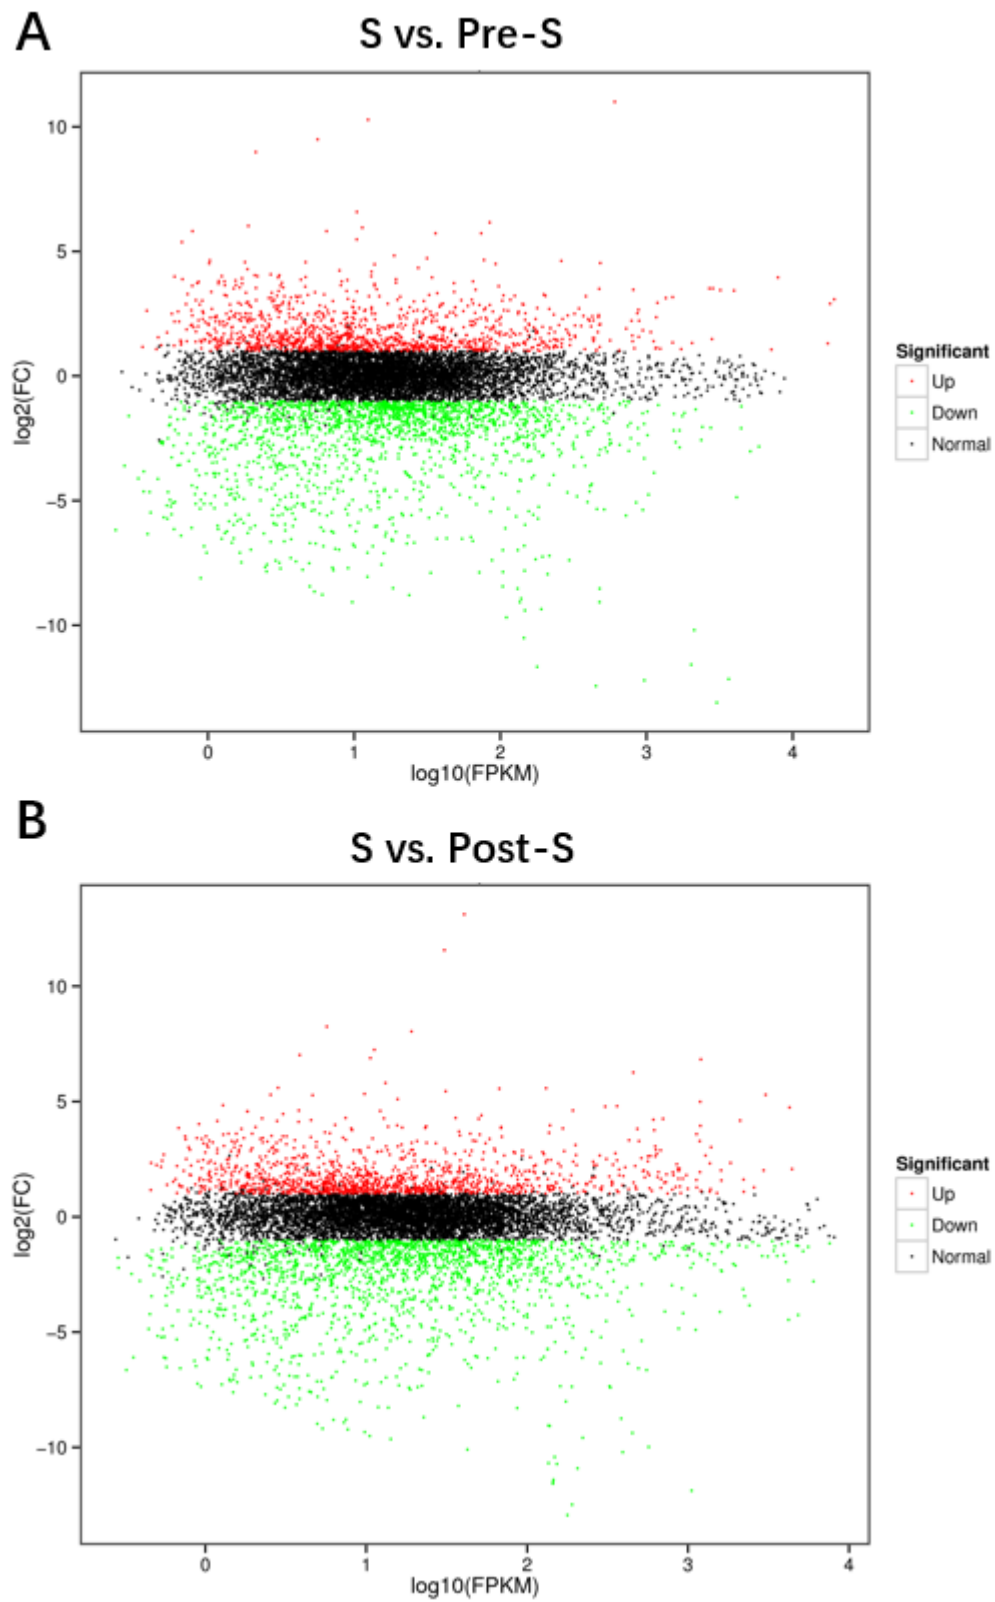 A
S vs. Pre-S
10
5
0
−5
−10
log2(FC)
0 1 2 3 4
log10(FPKM)
Significant
Up
Down
Normal
B
S vs. Post-S
10
5
0
−5
−10
log2(FC)
0 1 2 3 4
log10(FPKM)
Significant
Up
Down
Normal